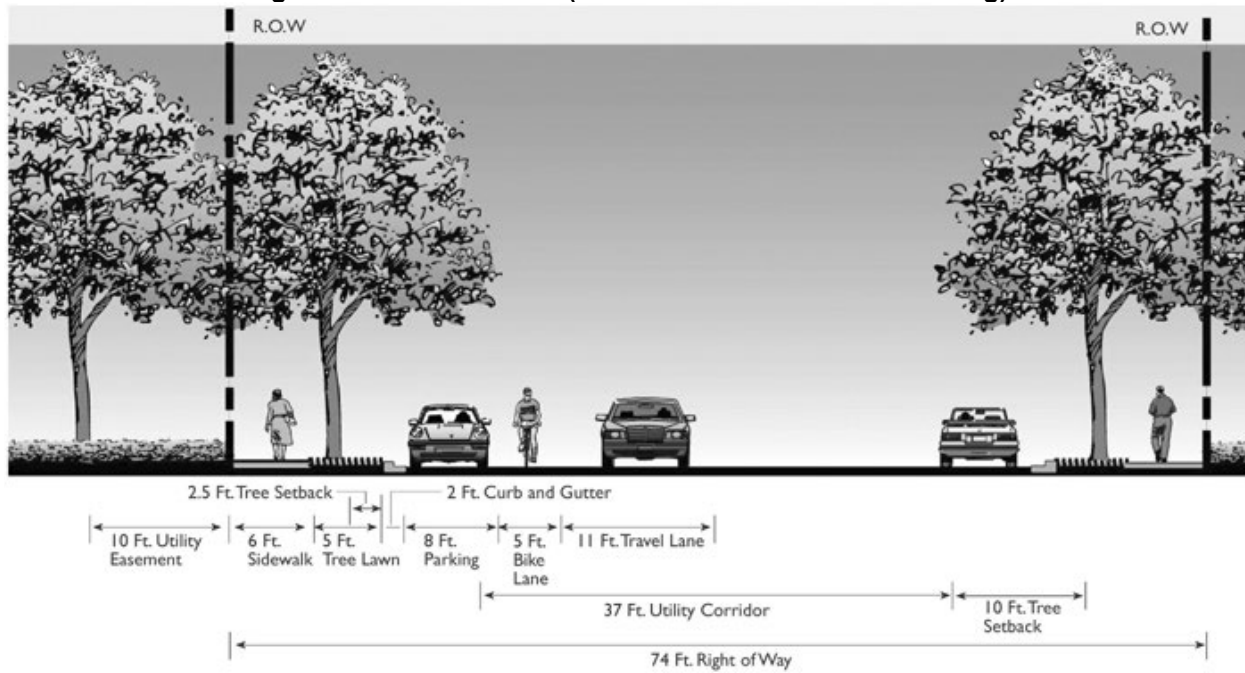 R.O.W
R.O.W
2.5 Ft. Tree Setback
2 Ft. Curb and Gutter
10 Ft. Utility
Easement
6 Ft.
Sidewalk
5 Ft.
Tree Lawn
8 Ft.
Parking
5 Ft.
Bike
Lane
11 Ft. Travel Lane
37 Ft. Utility Corridor
10 Ft. Tree
Setback
74 Ft. Right of Way